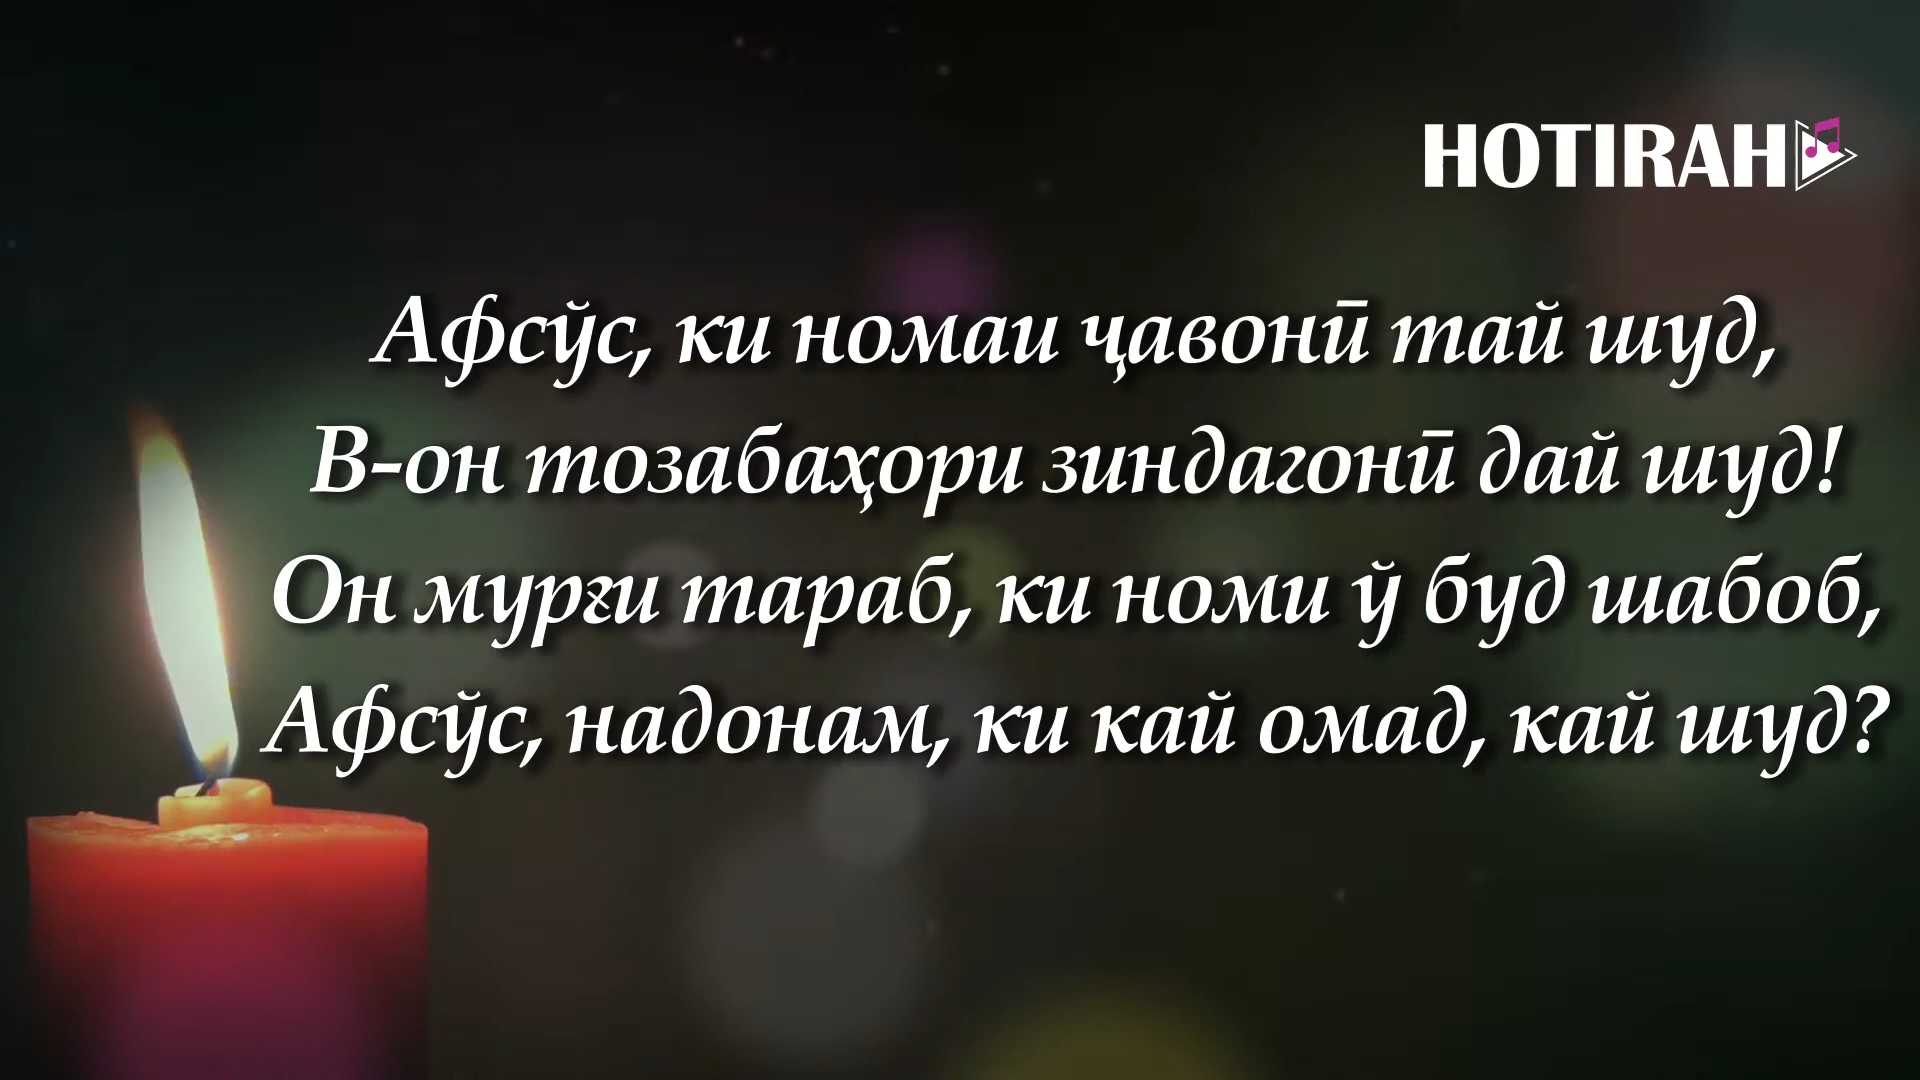 HOTIRAH
Афсӯс, ки номаи ҷавонӣ тай шуд,
В-он тозабаҳори зиндагонӣ дай шуд!
Он мурғи тараб, ки номи ӯ буд шабоб,
Афсӯс, надонам, ки кай омад, кай шуд?